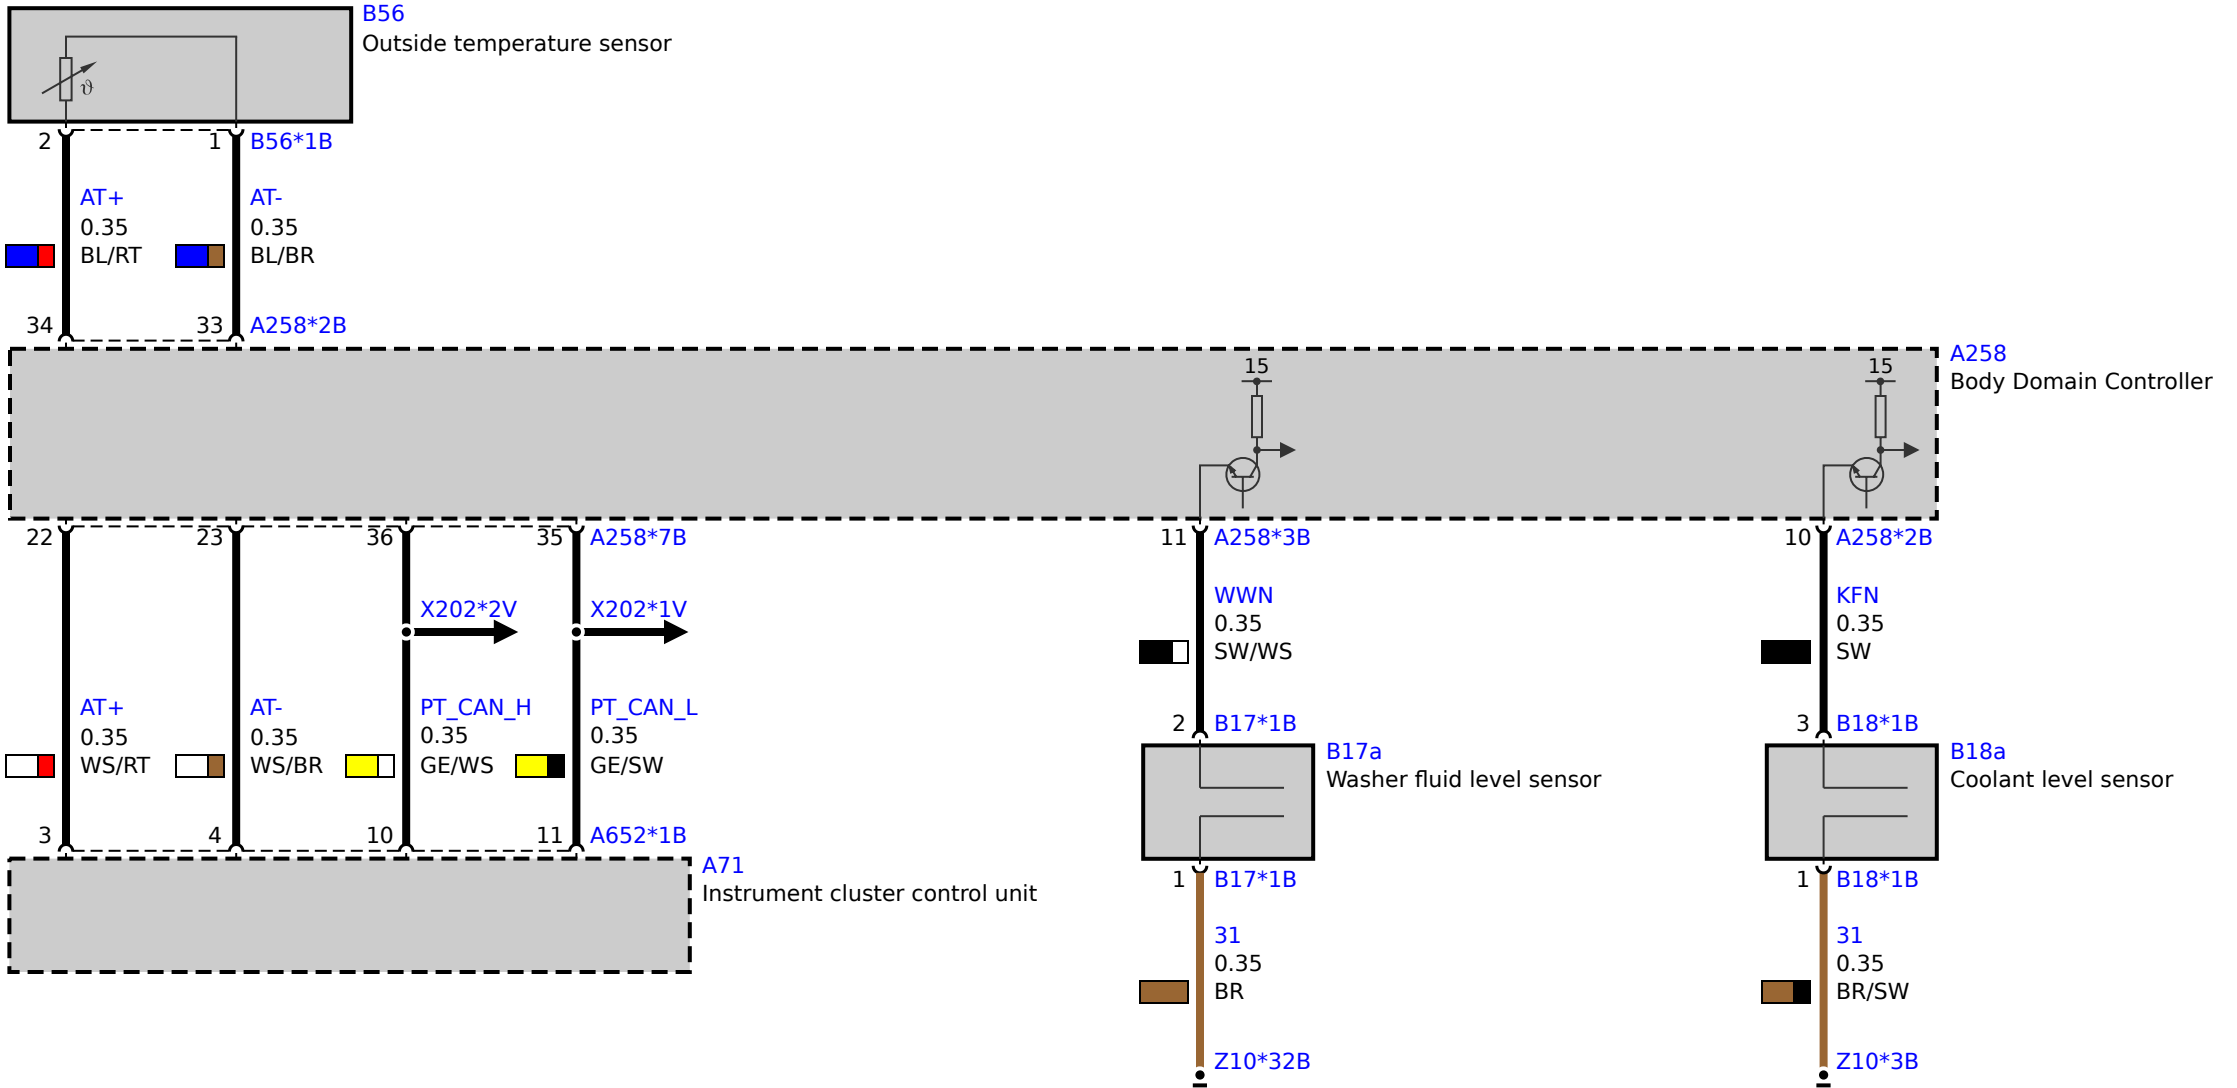 B56
Outside temperature sensor
ϑ
2
1
B56*1B
AT+
0.35
BL/RT
AT-
0.35
BL/BR
34
33
A258*2B
A258
Body Domain Controller
15
15
22
23
36
35
A258*7B
11
A258*3B
10
A258*2B
X202*2V
X202*1V
WWN
0.35
SW/WS
KFN
0.35
SW
AT+
0.35
WS/RT
AT-
0.35
WS/BR
PT_CAN_H
0.35
GE/WS
PT_CAN_L
0.35
GE/SW
2
B17*1B
3
B18*1B
B17a
Washer fluid level sensor
B18a
Coolant level sensor
3
4
10
11
A652*1B
A71
Instrument cluster control unit
1
B17*1B
1
B18*1B
31
0.35
BR
31
0.35
BR/SW
Z10*32B
Z10*3B